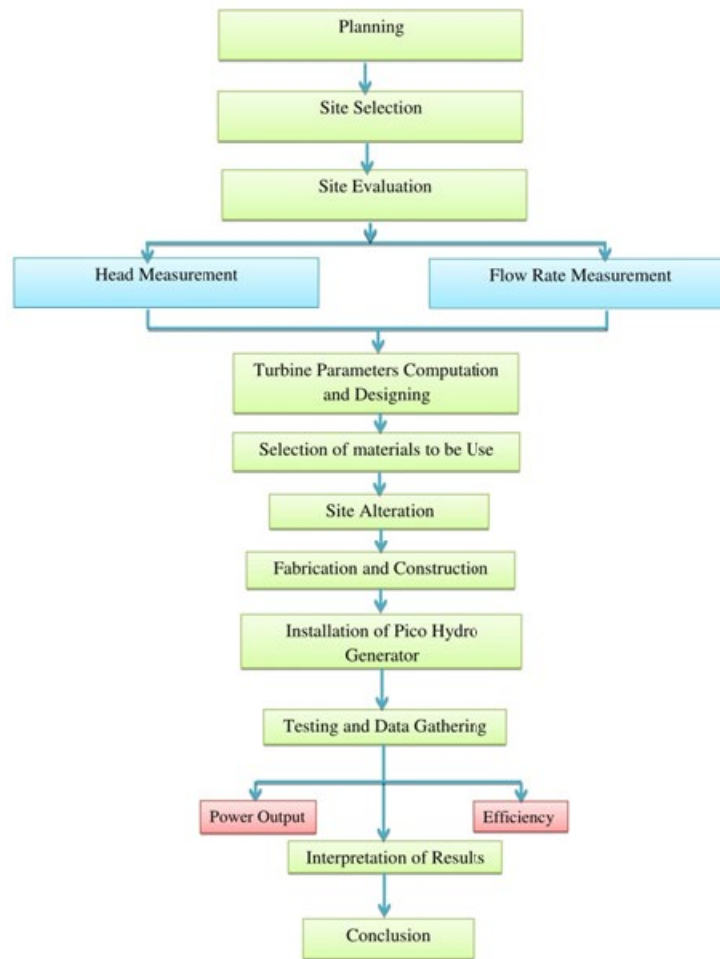 Planning
Site Selection
Site Evaluation
Head Measurement
Flow Rate Measurement
Turbine Parameters Computation
and Designing
Selection of materials to be Use
Site Alteration
Fabrication and Construction
Installation of Pico Hydro
Generator
Testing and Data Gathering
Power Output
Efficiency
Interpretation of Results
Conclusion